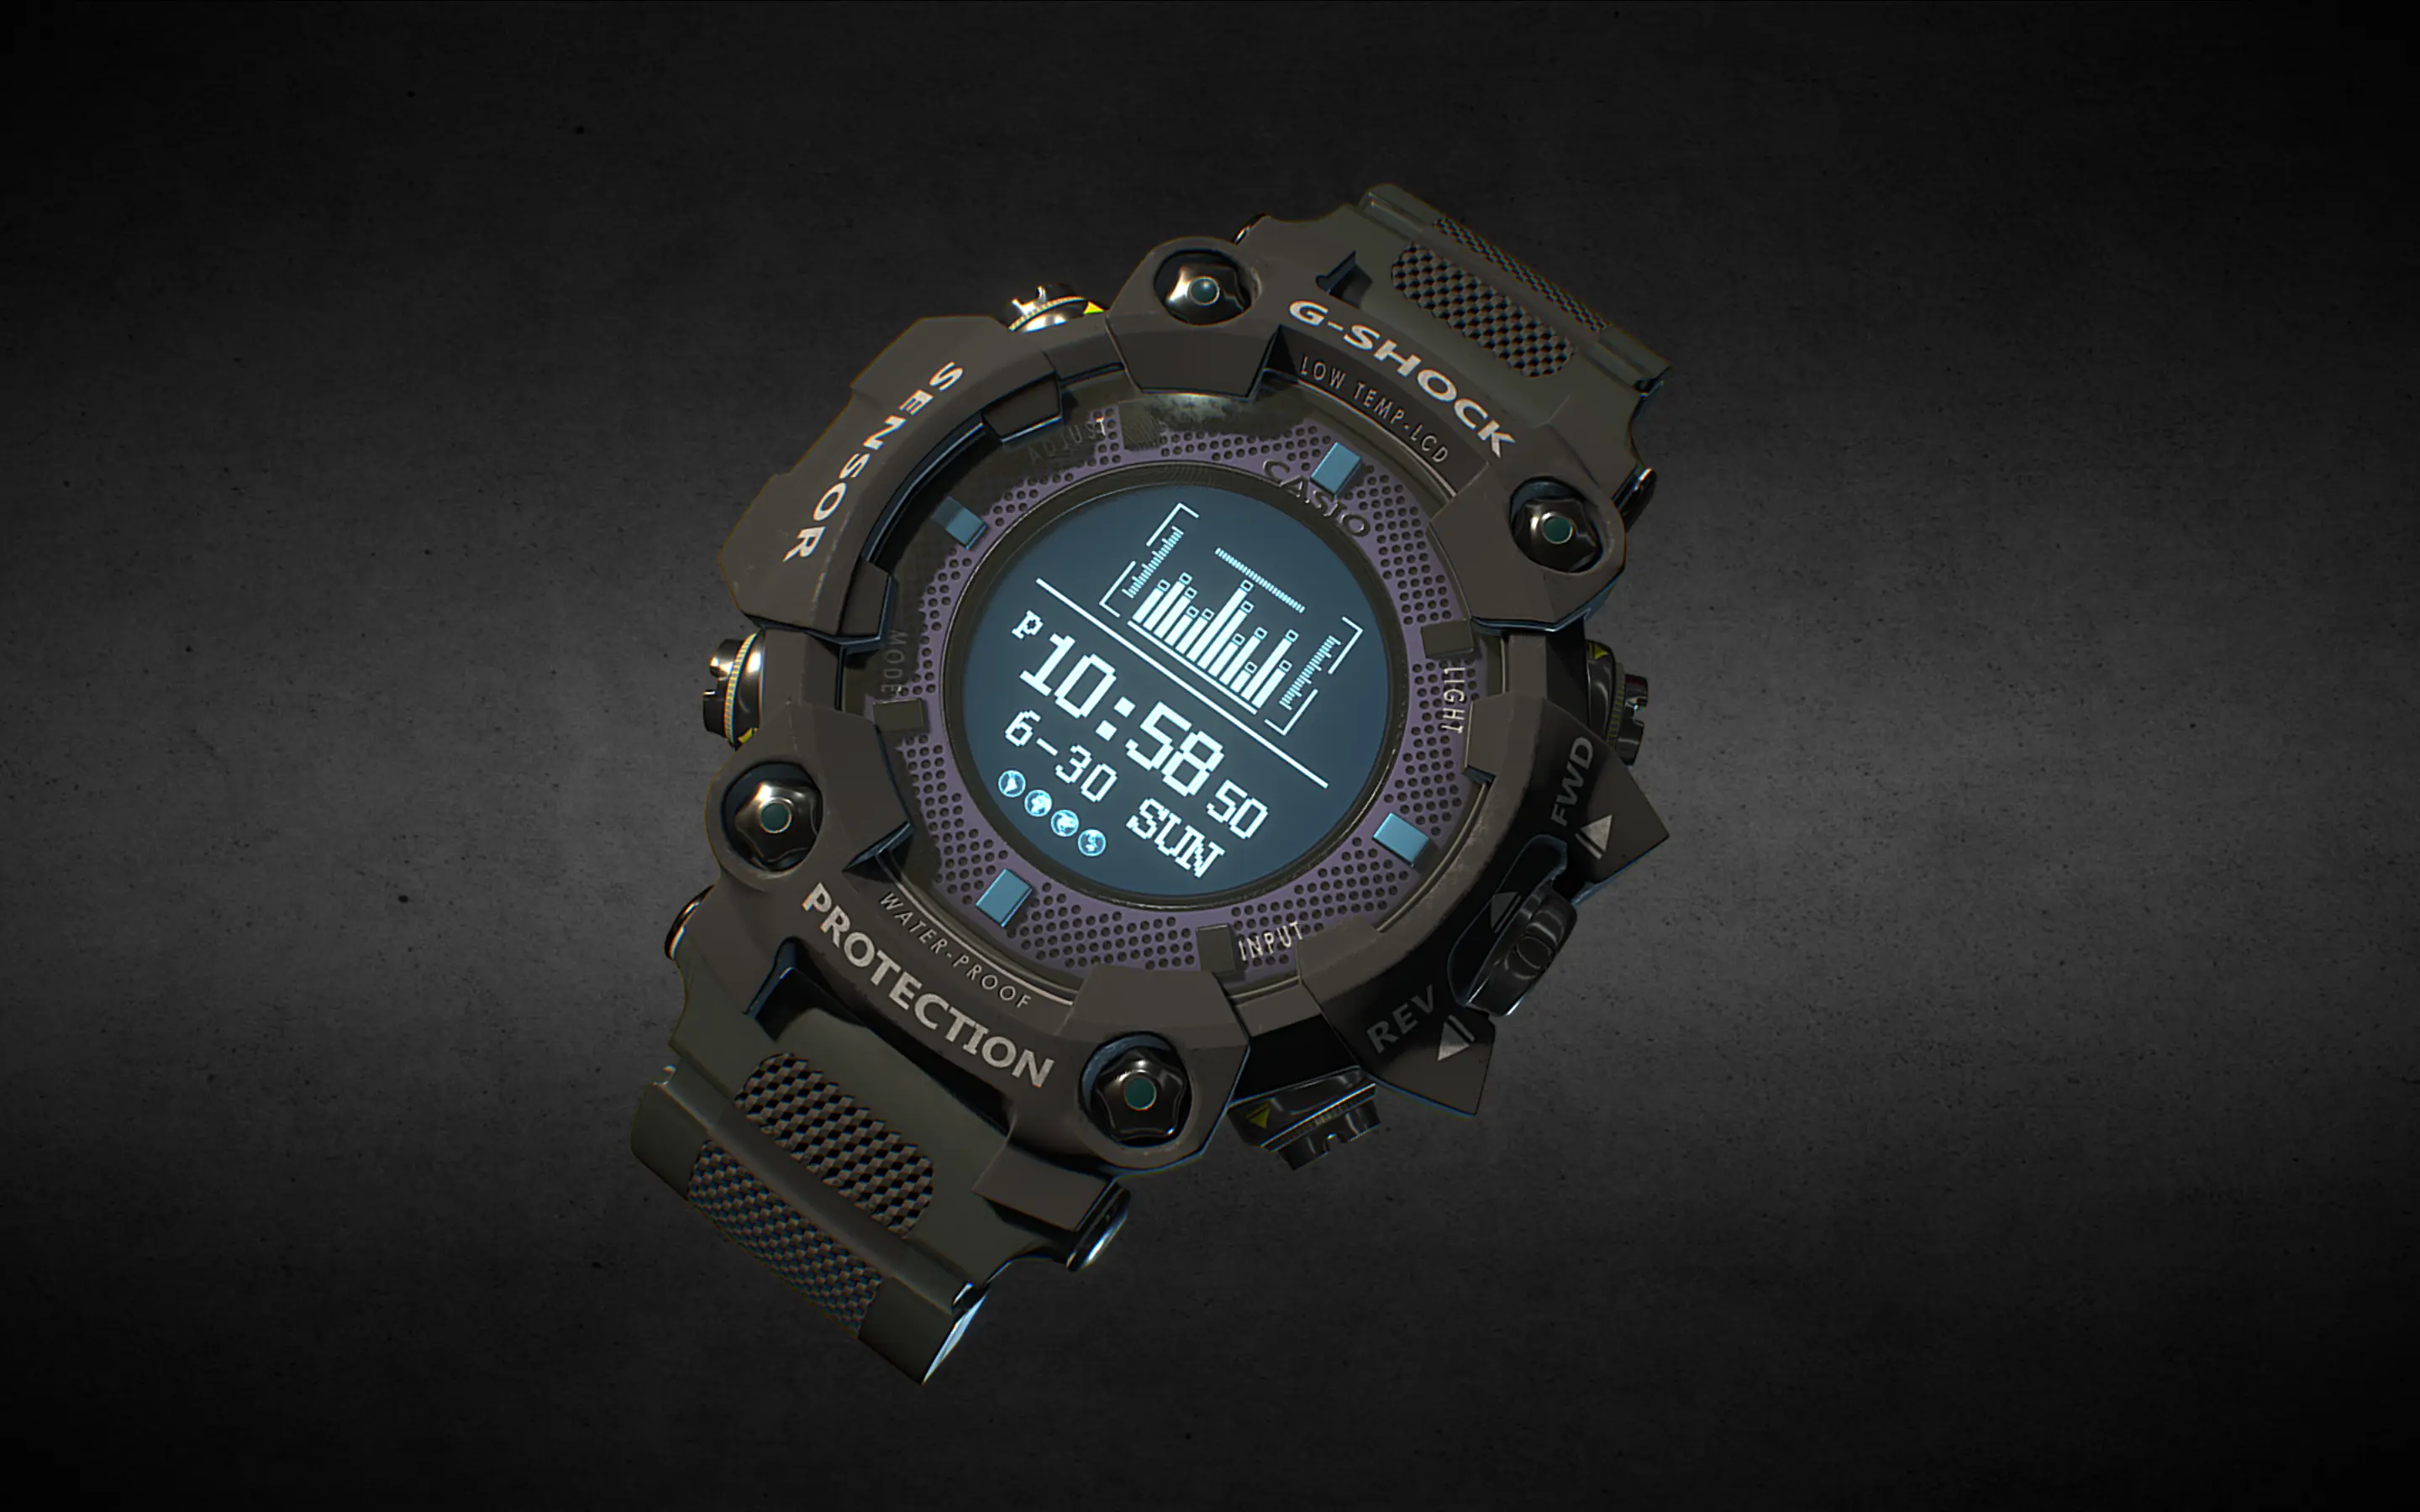 G-SHOCK
LOW TEMP-LCD
SENSOR
ADJUST
CASIO
MODE
LIGHT
P 10:58 50
6-30 SUN
FWD
INPUT
REV
WATER-PROOF
PROTECTION